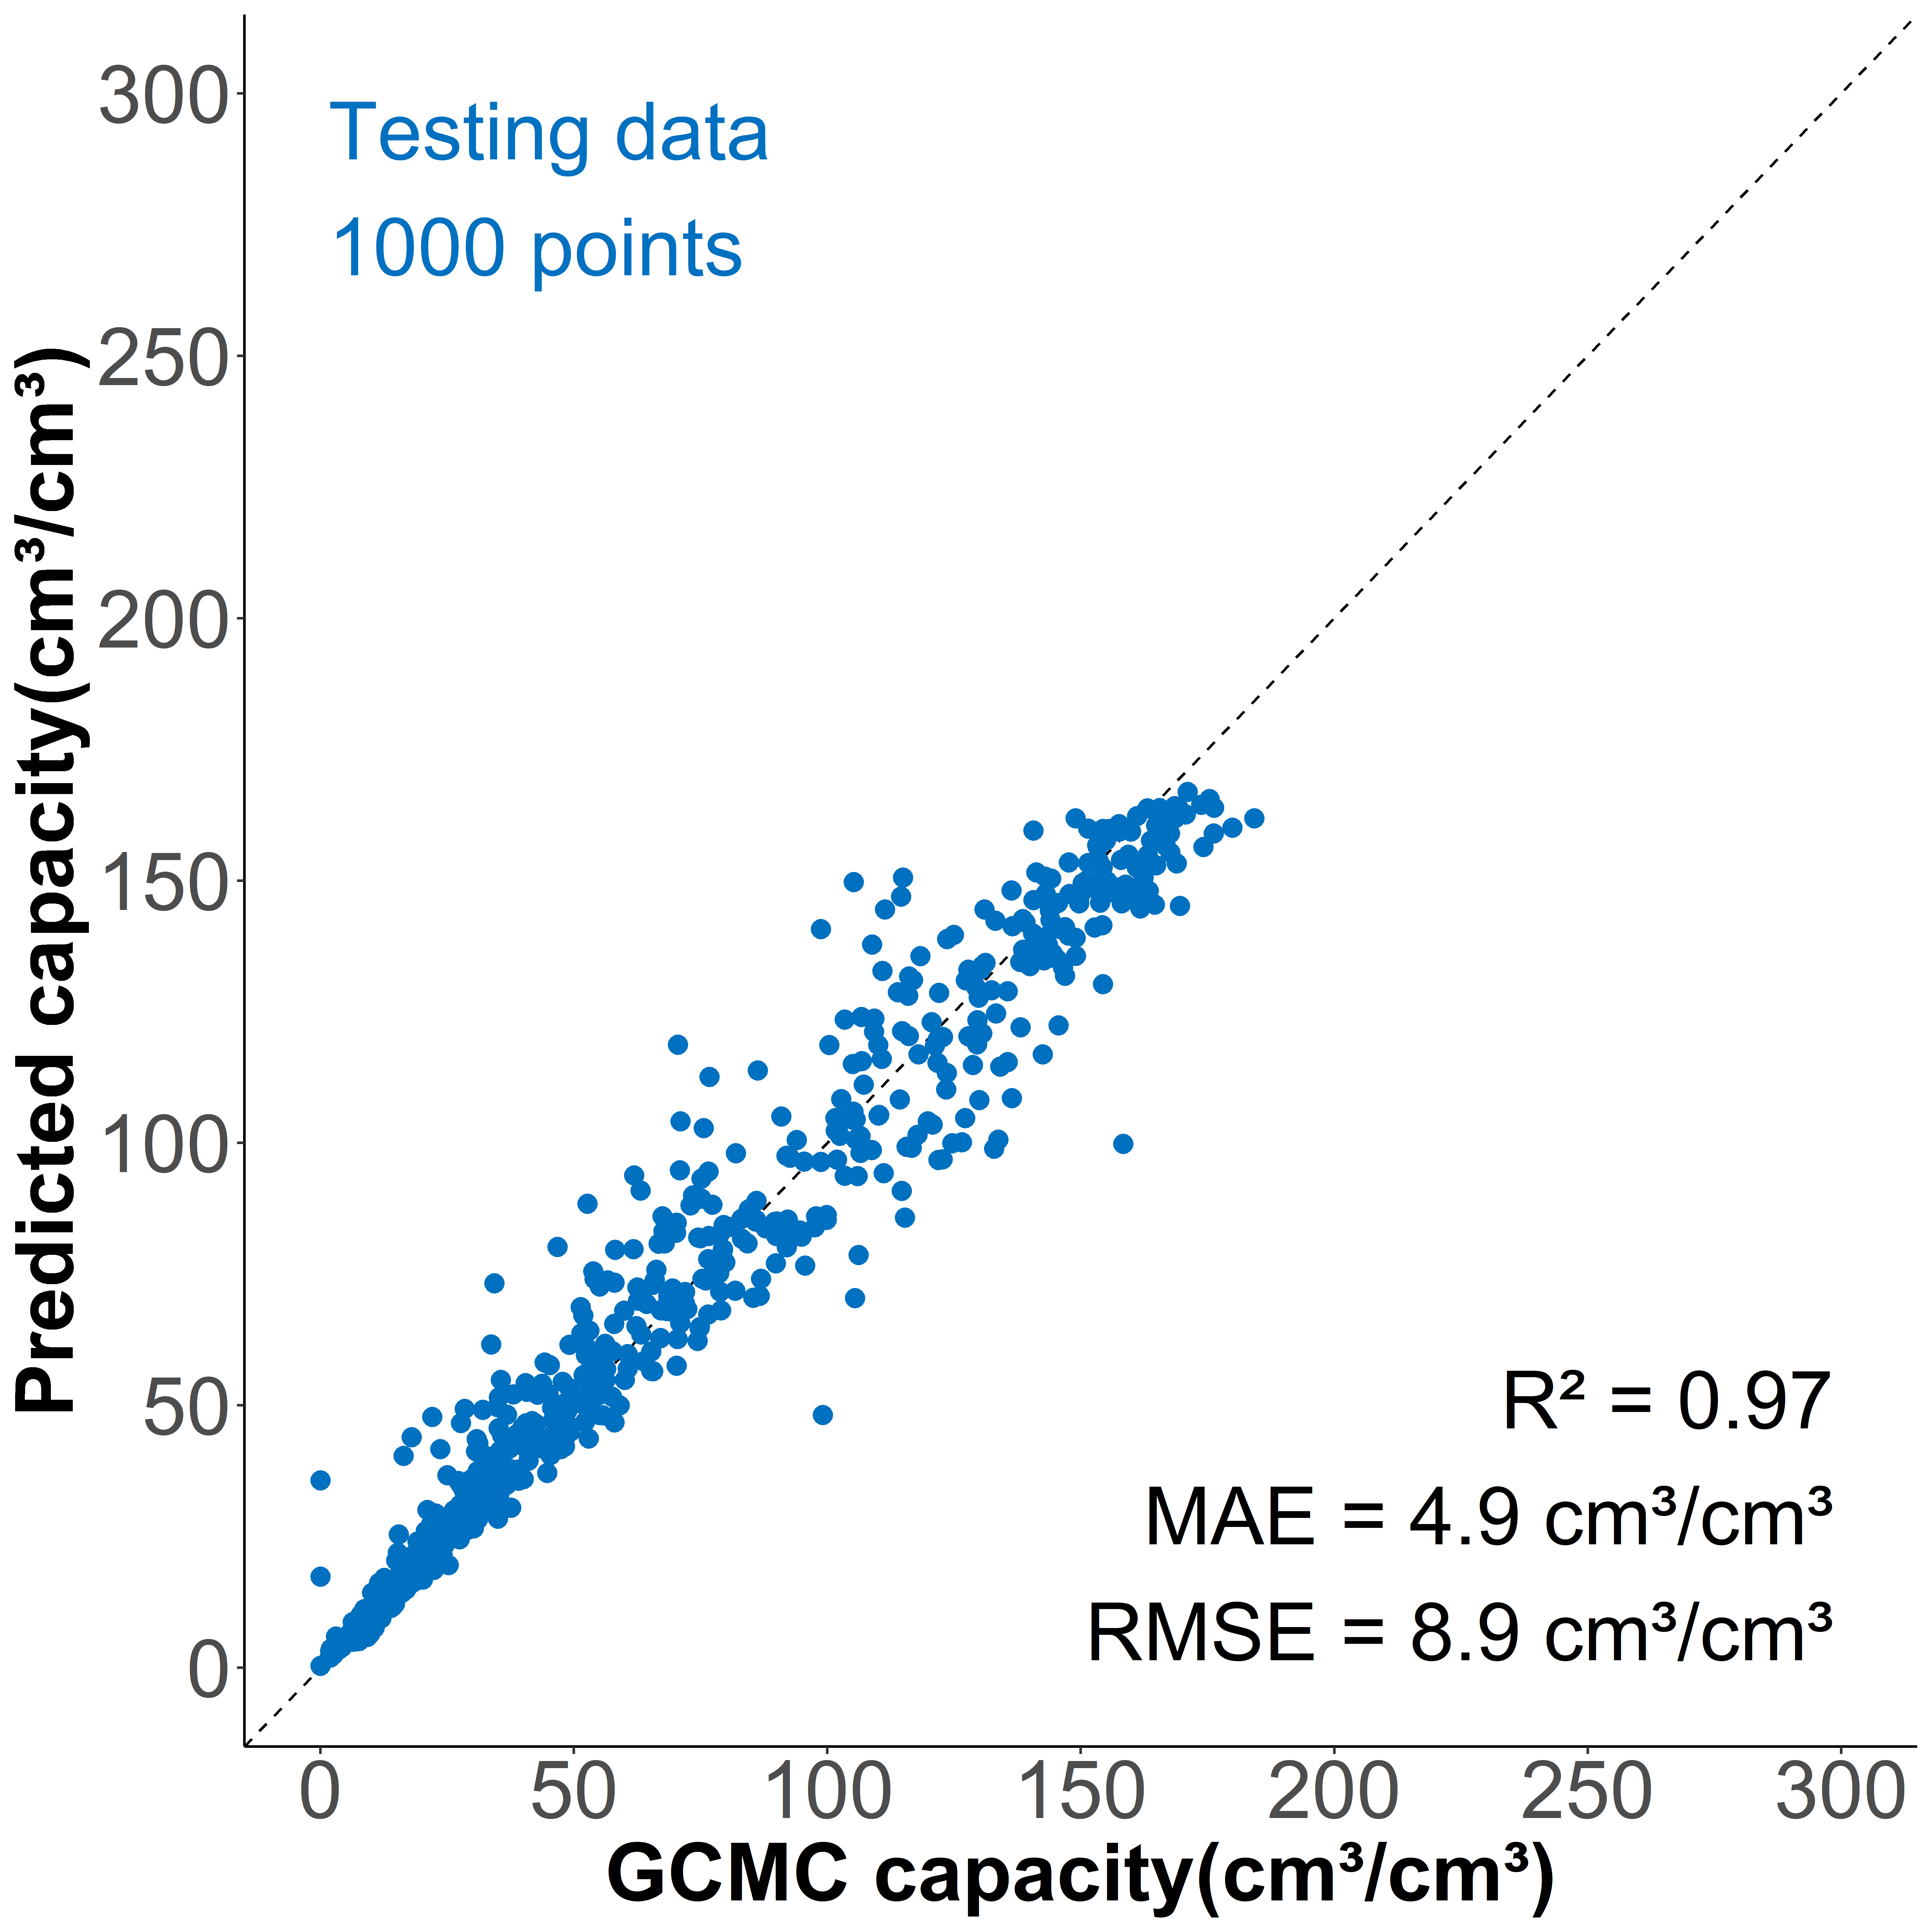 Testing data
1000 points
Predicted capacity(cm³/cm³)
300
250
200
150
100
50
0
R² = 0.97
MAE = 4.9 cm³/cm³
RMSE = 8.9 cm³/cm³
0 50 100 150 200 250 300
GCMC capacity(cm³/cm³)